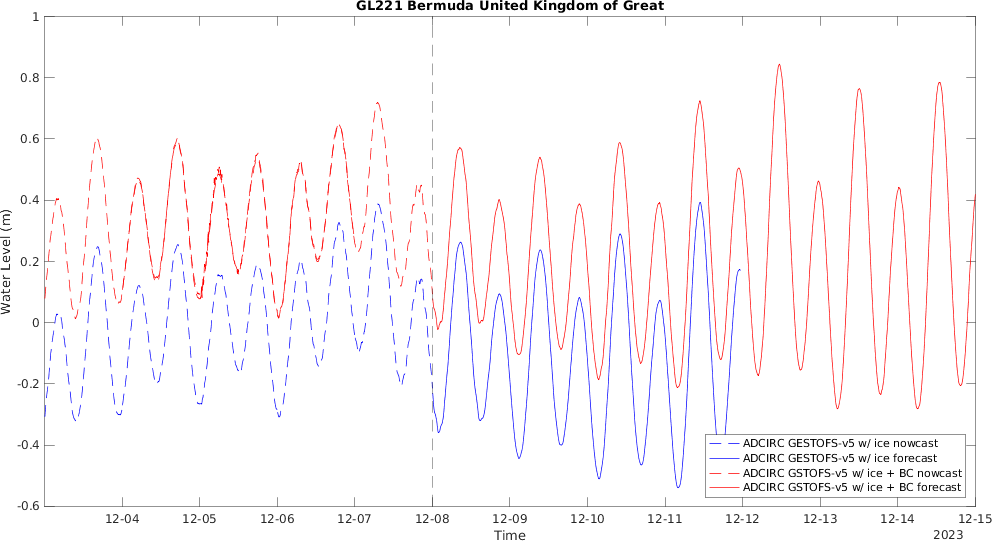 GL221 Bermuda United Kingdom of Great
1
0.8
0.6
0.4
0.2
0
-0.2
-0.4
-0.6
Water Level (m)
ADCIRC GESTOFS-v5 w/ ice nowcast
ADCIRC GESTOFS-v5 w/ ice forecast
ADCIRC GSTOFS-v5 w/ ice + BC nowcast
ADCIRC GSTOFS-v5 w/ ice + BC forecast
12-04 12-05 12-06 12-07 12-08 12-09 12-10 12-11 12-12 12-13 12-14 12-15
Time
2023